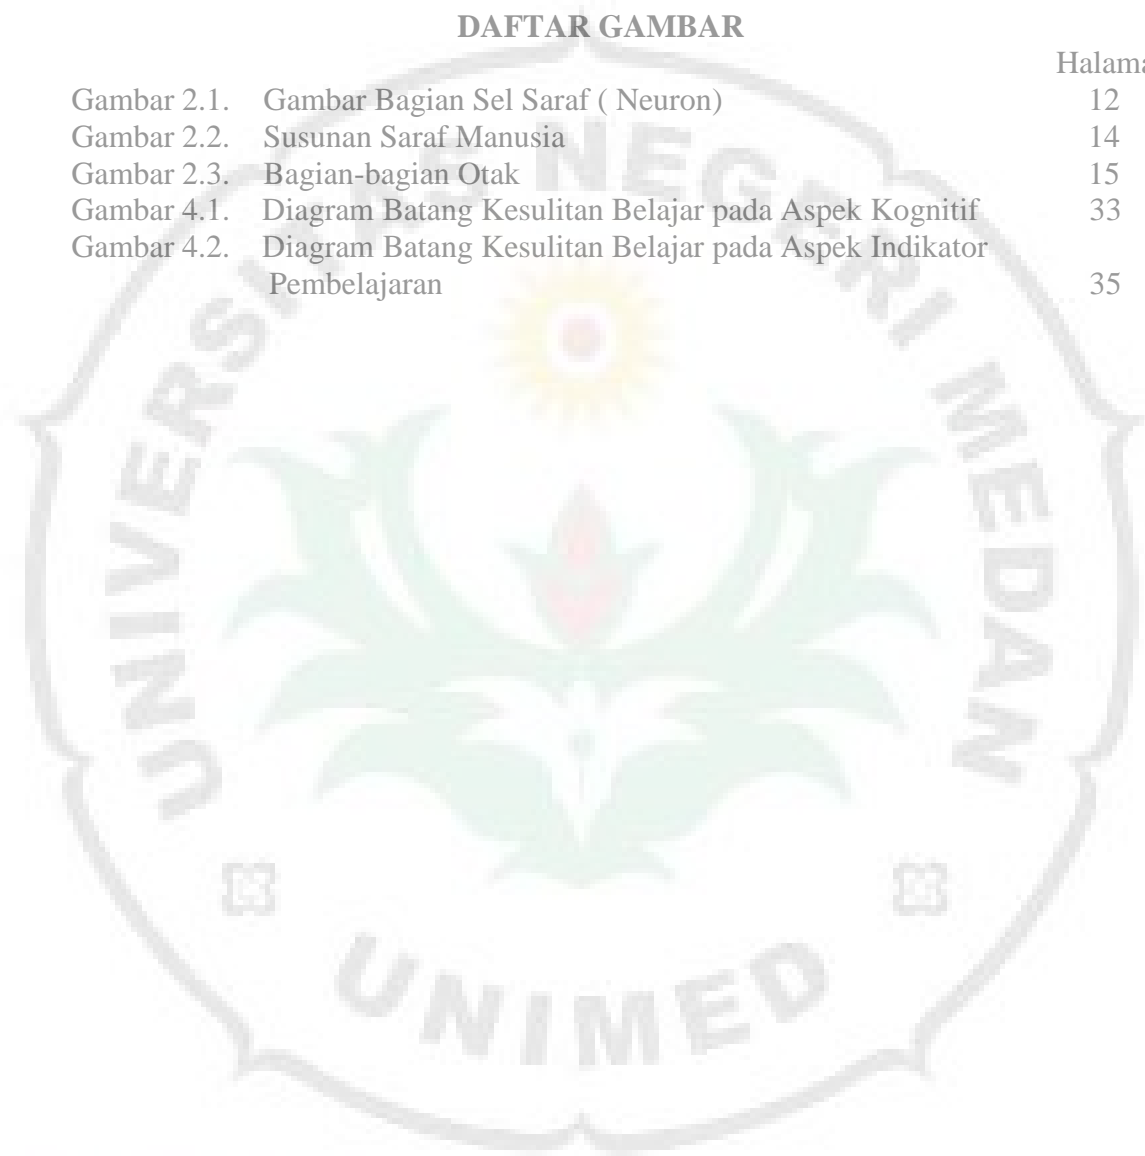 DAFTAR GAMBAR
Halama
Gambar 2.1. Gambar Bagian Sel Saraf ( Neuron) 12
Gambar 2.2. Susunan Saraf Manusia 14
Gambar 2.3. Bagian-bagian Otak 15
Gambar 4.1. Diagram Batang Kesulitan Belajar pada Aspek Kognitif 33
Gambar 4.2. Diagram Batang Kesulitan Belajar pada Aspek Indikator
Pembelajaran 35
UNIVERSITAS NEGERI MEDAN
UNIMED